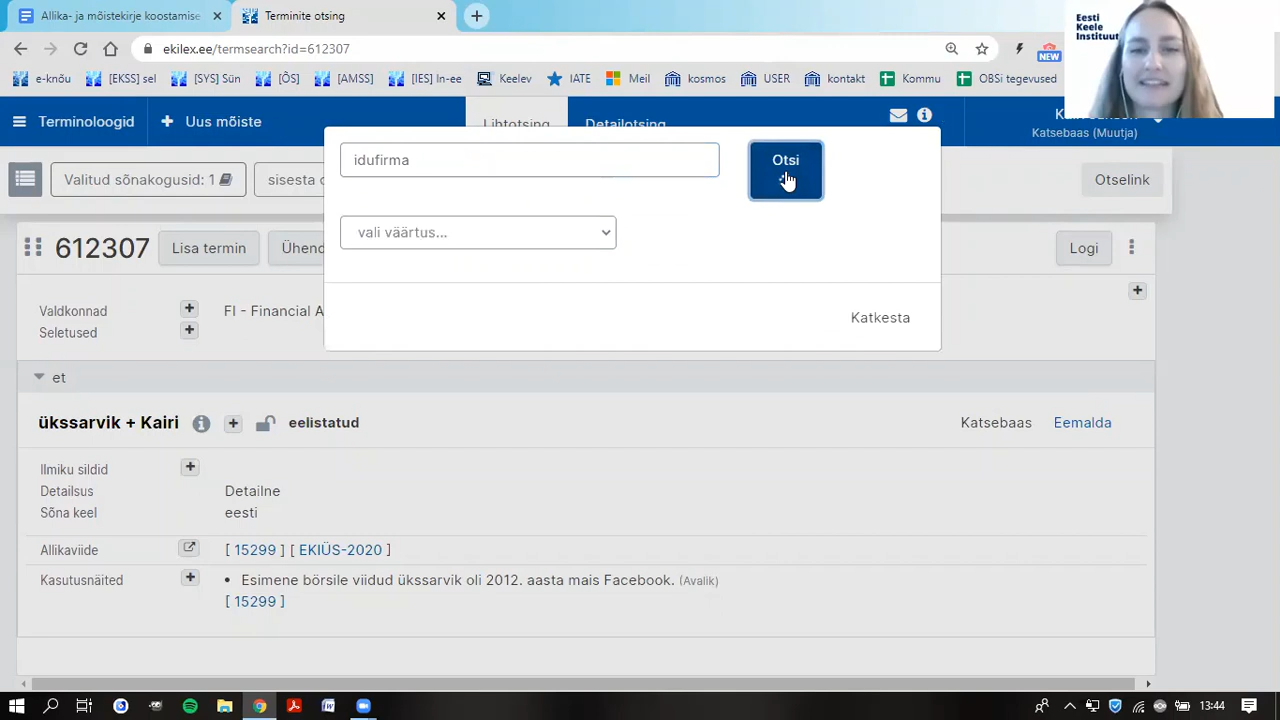 Allika- ja mõistekirje koostamise
Terminite otsing
ekilex.ee/termsearch?id=612307
NEW
Eesti
Keele
Instituut
e-knõu
[EKSS] sel
[SYS] Sün
[ÕS]
[AMSS]
[IES] In-ee
Keelev
IATE
Meil
kosmos
USER
kontakt
Kommu
OBSi tegevused
Terminoloogid
Uus mõiste
Lihtotsing
Detailotsing
Katsebaas (Muutja)
Valitud sõnakogusid: 1
sisesta
Otselink
idufirma
Otsi
vali väärtus...
Katkesta
612307
Lisa termin
Ühend
Logi
Valdkonnad
FI - Financial A
Seletused
et
ükssarvik + Kairi
eelistatud
Katsebaas
Eemalda
Ilmiku sildid
Detailsus
Detailne
Sõna keel
eesti
Allikaviide
[ 15299 ] [ EKIÜS-2020 ]
Kasutusnäited
• Esimene börsile viidud ükssarvik oli 2012. aasta mais Facebook. (Avalik)
[ 15299 ]
13:44